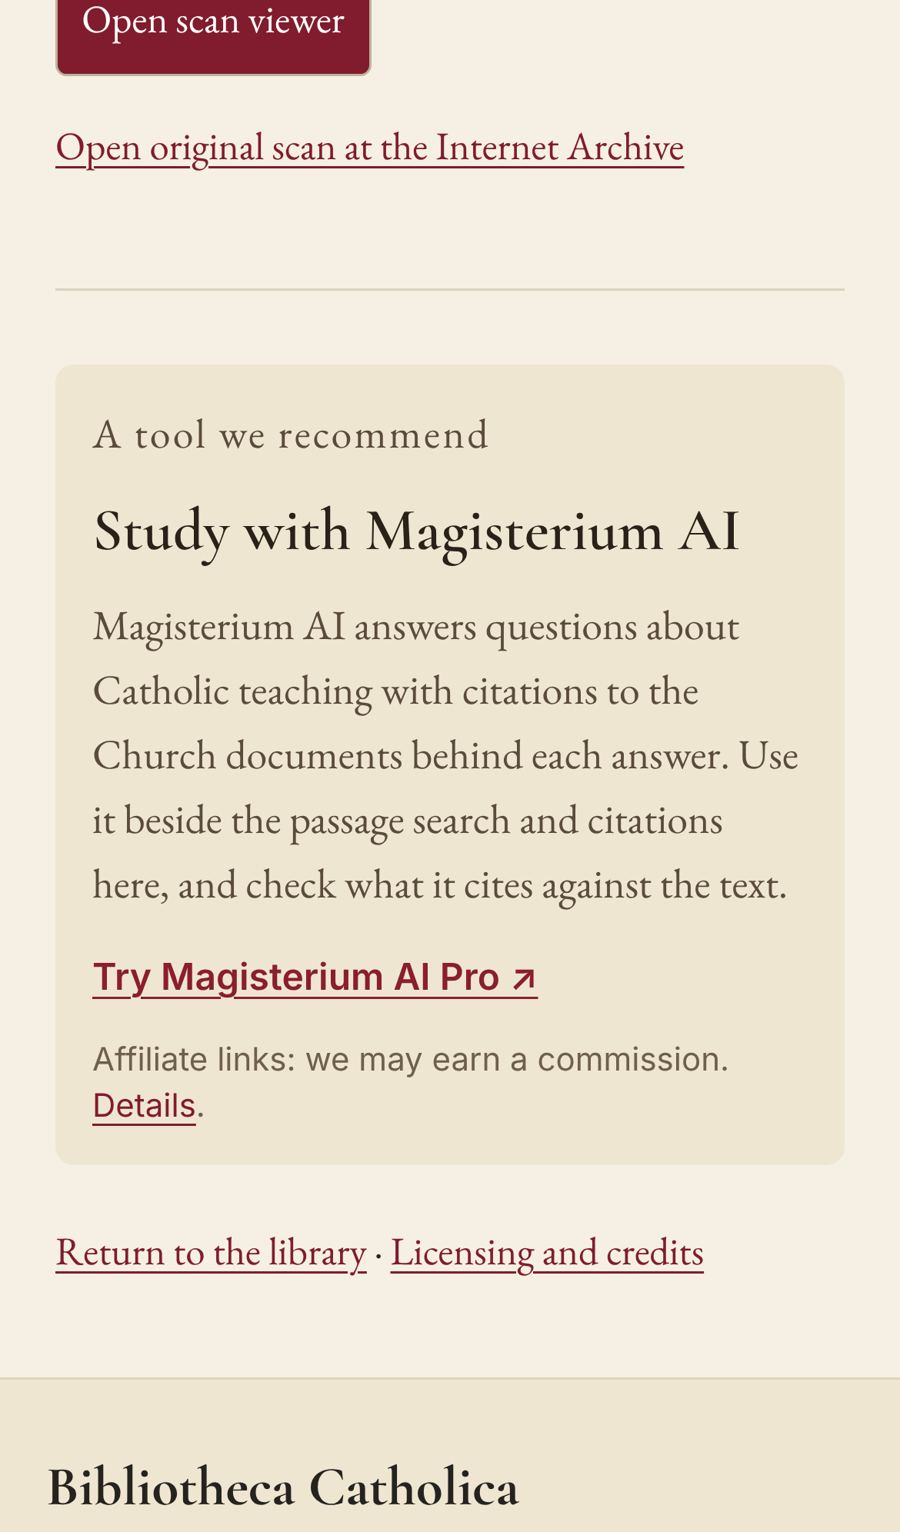 Open scan viewer
Open original scan at the Internet Archive
A tool we recommend
Study with Magisterium AI
Magisterium AI answers questions about
Catholic teaching with citations to the
Church documents behind each answer. Use
it beside the passage search and citations
here, and check what it cites against the text.
Try Magisterium AI Pro ↗
Affiliate links: we may earn a commission.
Details.
Return to the library · Licensing and credits
Bibliotheca Catholica